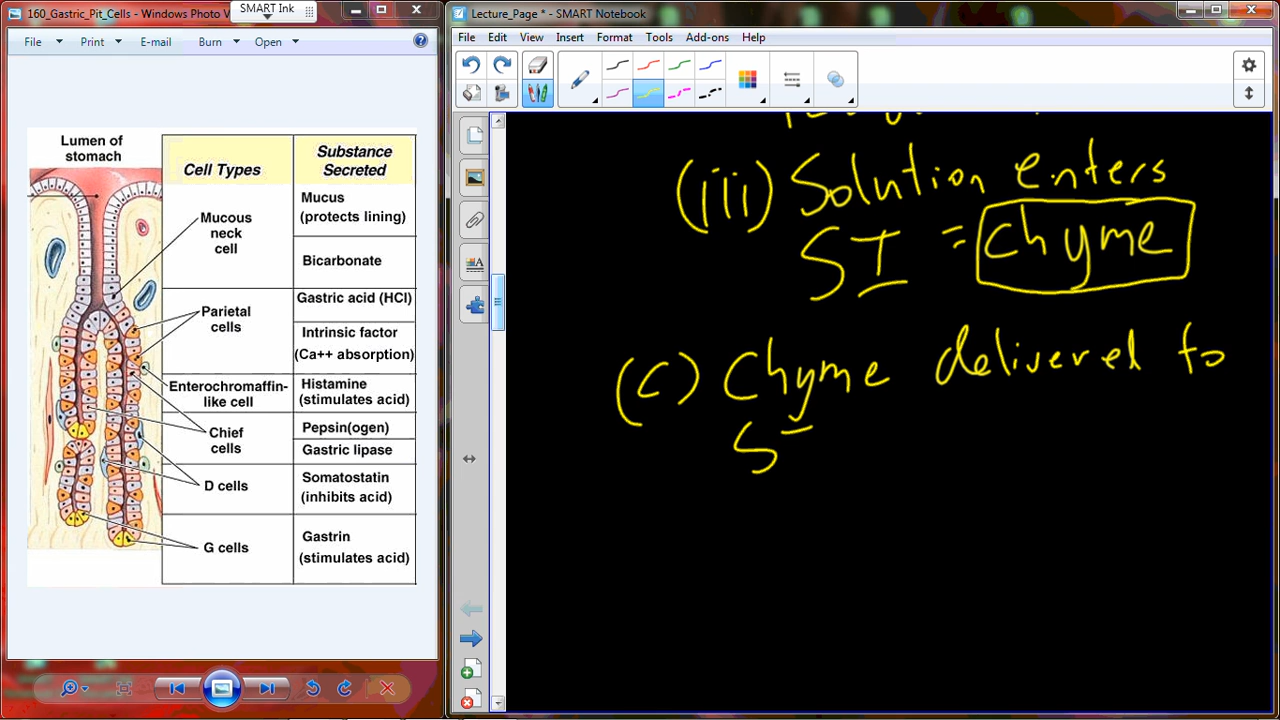 160_Gastric_Pit_Cells - Windows Photo V
SMART Ink
File Print E-mail Burn Open
Lumen of
stomach
Cell Types
Substance
Secreted
Mucous
neck
cell
Mucus
(protects lining)
Bicarbonate
Parietal
cells
Gastric acid (HCl)
Intrinsic factor
(Ca++ absorption)
Enterochromaffin-
like cell
Histamine
(stimulates acid)
Chief
cells
Pepsin(ogen)
Gastric lipase
D cells
Somatostatin
(inhibits acid)
G cells
Gastrin
(stimulates acid)
Lecture_Page * - SMART Notebook
File Edit View Insert Format Tools Add-ons Help
(iii) Solution enters
SI = chyme
(c) Chyme delivered to
S